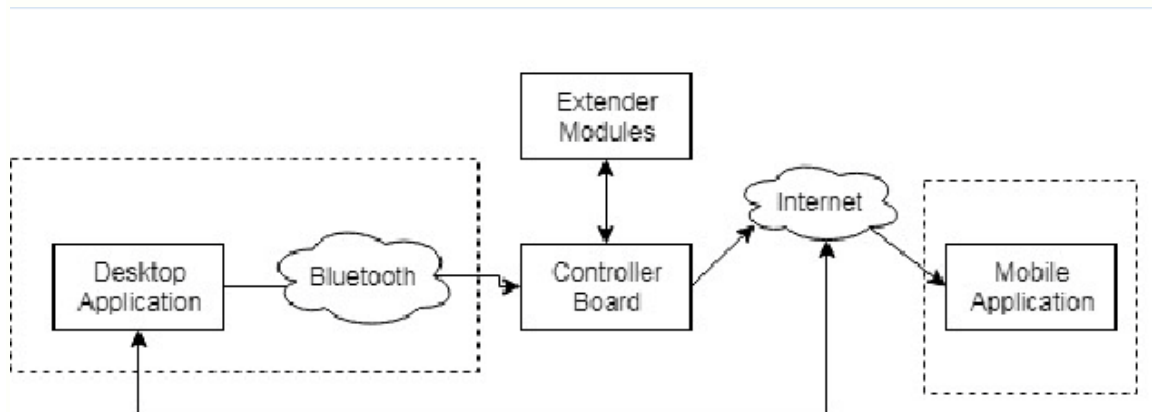 Extender
Modules
Internet
Desktop
Application
Bluetooth
Controller
Board
Mobile
Application